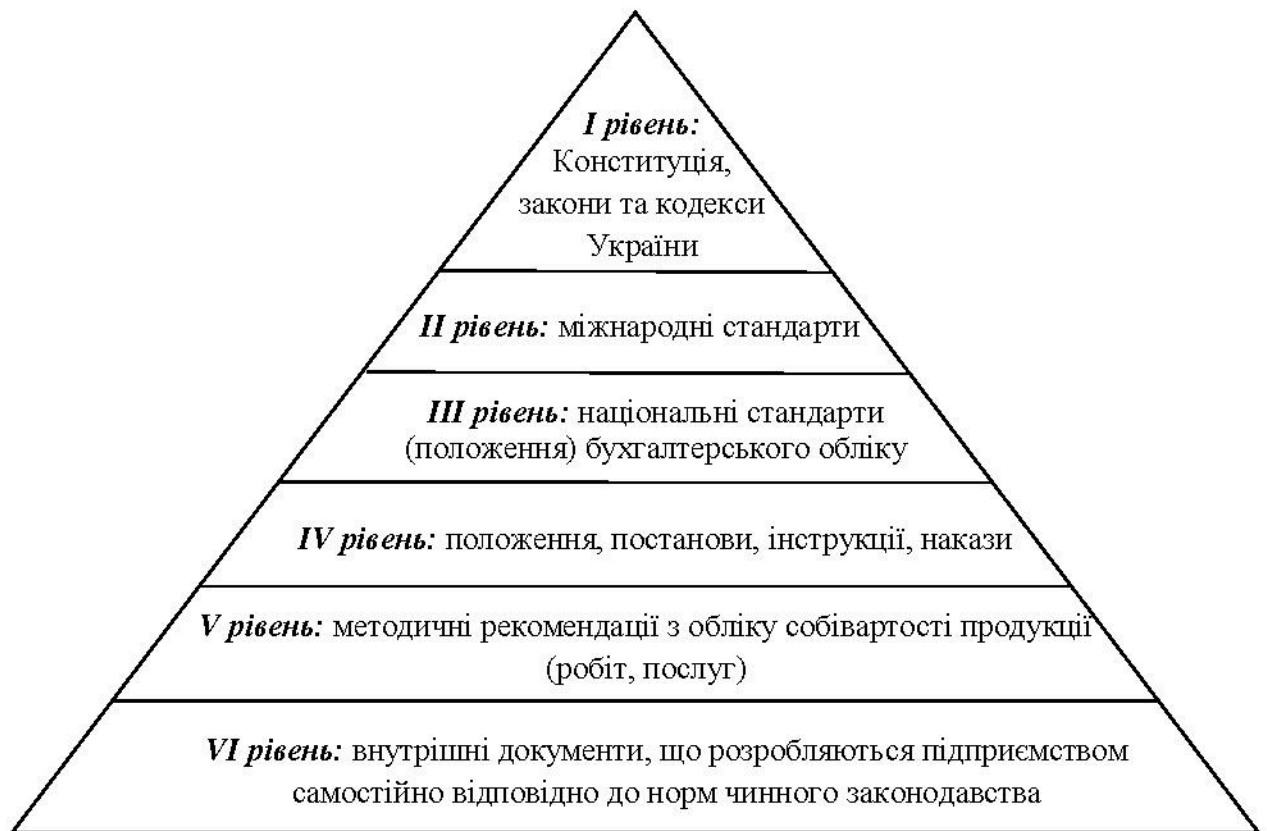 I рівень:
Конституція,
закони та кодекси
України
II рівень: міжнародні стандарти
III рівень: національні стандарти
(положення) бухгалтерського обліку
IV рівень: положення, постанови, інструкції, накази
V рівень: методичні рекомендації з обліку собівартості продукції
(робіт, послуг)
VI рівень: внутрішні документи, що розробляються підприємством
самостійно відповідно до норм чинного законодавства